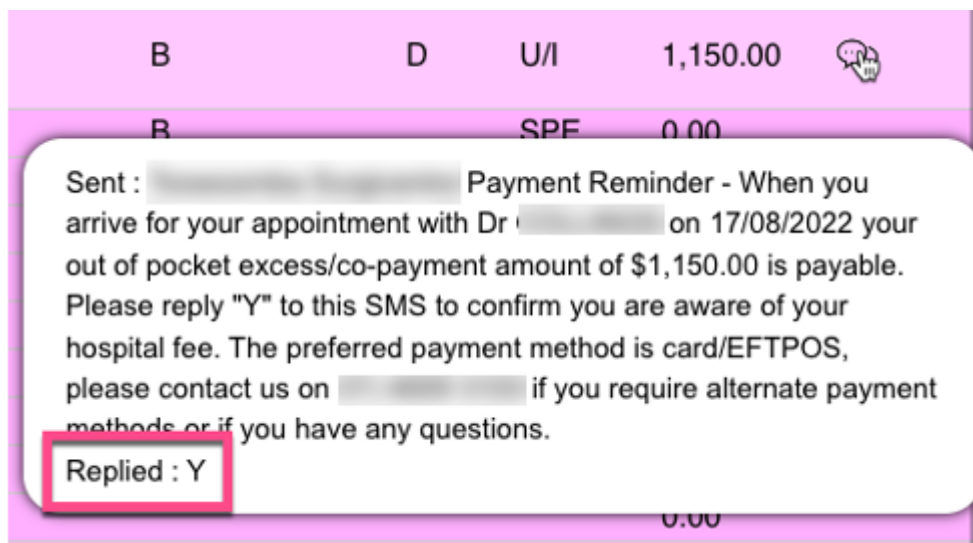 B D U/I 1,150.00
B SPE 0.00
Sent : Payment Reminder - When you
arrive for your appointment with Dr on 17/08/2022 your
out of pocket excess/co-payment amount of $1,150.00 is payable.
Please reply "Y" to this SMS to confirm you are aware of your
hospital fee. The preferred payment method is card/EFTPOS,
please contact us on if you require alternate payment
methods or if you have any questions.
Replied : Y
0.00